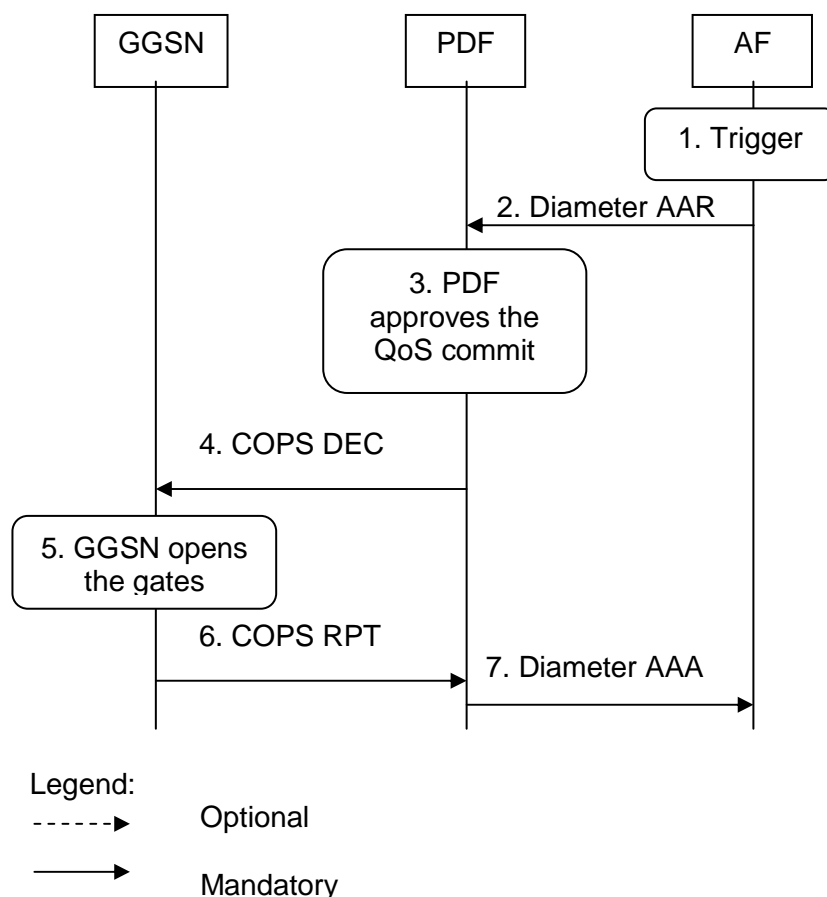 GGSN
PDF
AF
1. Trigger
2. Diameter AAR
3. PDF
approves the
QoS commit
4. COPS DEC
5. GGSN opens
the gates
6. COPS RPT
7. Diameter AAA
Legend:
Optional
Mandatory